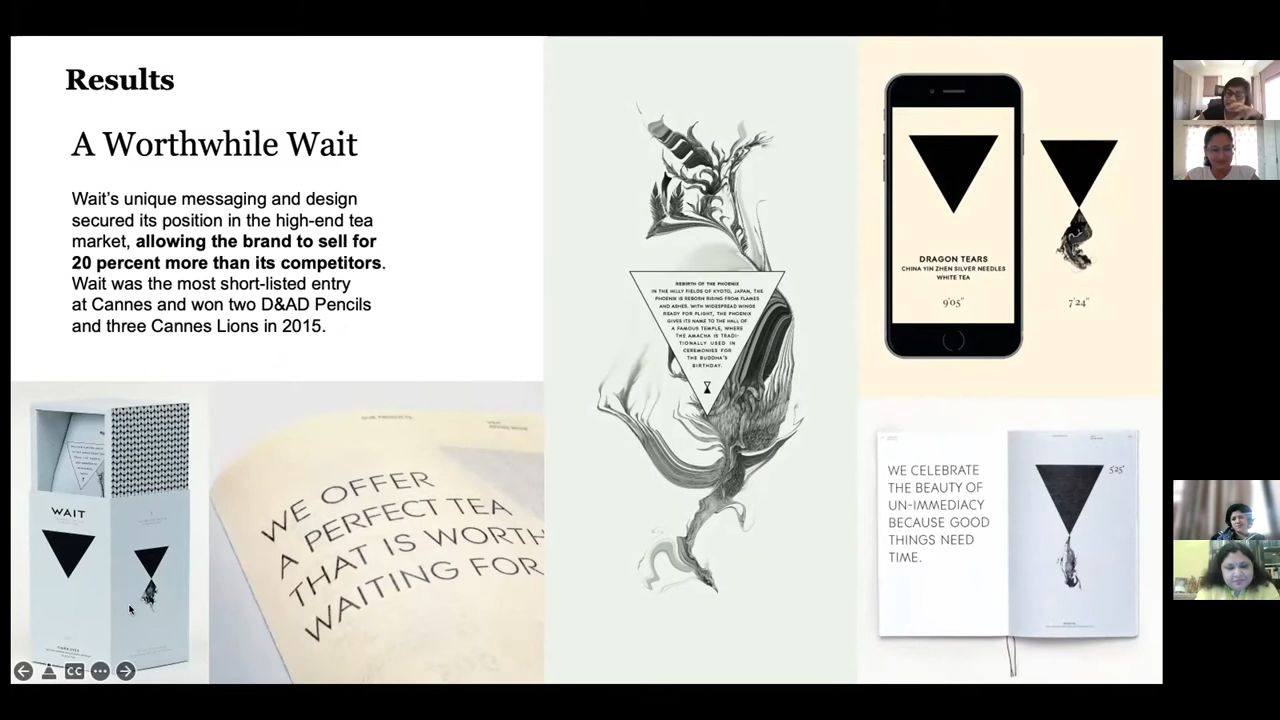 Results
A Worthwhile Wait
Wait's unique messaging and design
secured its position in the high-end tea
market, allowing the brand to sell for
20 percent more than its competitors.
Wait was the most short-listed entry
at Cannes and won two D&AD Pencils
and three Cannes Lions in 2015.
WAIT
OUR PRODUCTS
WE OFFER
A PERFECT TEA
THAT IS WORTH
WAITING FOR
REBIRTH OF THE PHOENIX
IN THE HILLY FIELDS OF KYOTO, JAPAN, THE
PHOENIX IS REBORN RISING FROM FLAMES
AND ASHES. WITH WIDESPREAD WINGS
READY FOR FLIGHT, THE PHOENIX
GIVES ITS NAME TO THE HALL OF
A FAMOUS TEMPLE, WHERE
THE AMACHA IS TRADI-
TIONALLY USED IN
CEREMONIES FOR
THE BUDDHA'S
BIRTHDAY.
DRAGON TEARS
CHINA YIN ZHEN SILVER NEEDLES
WHITE TEA
9'05"
7'24"
WE CELEBRATE
THE BEAUTY OF
UN-IMMEDIACY
BECAUSE GOOD
THINGS NEED
TIME.
5'25"
CC